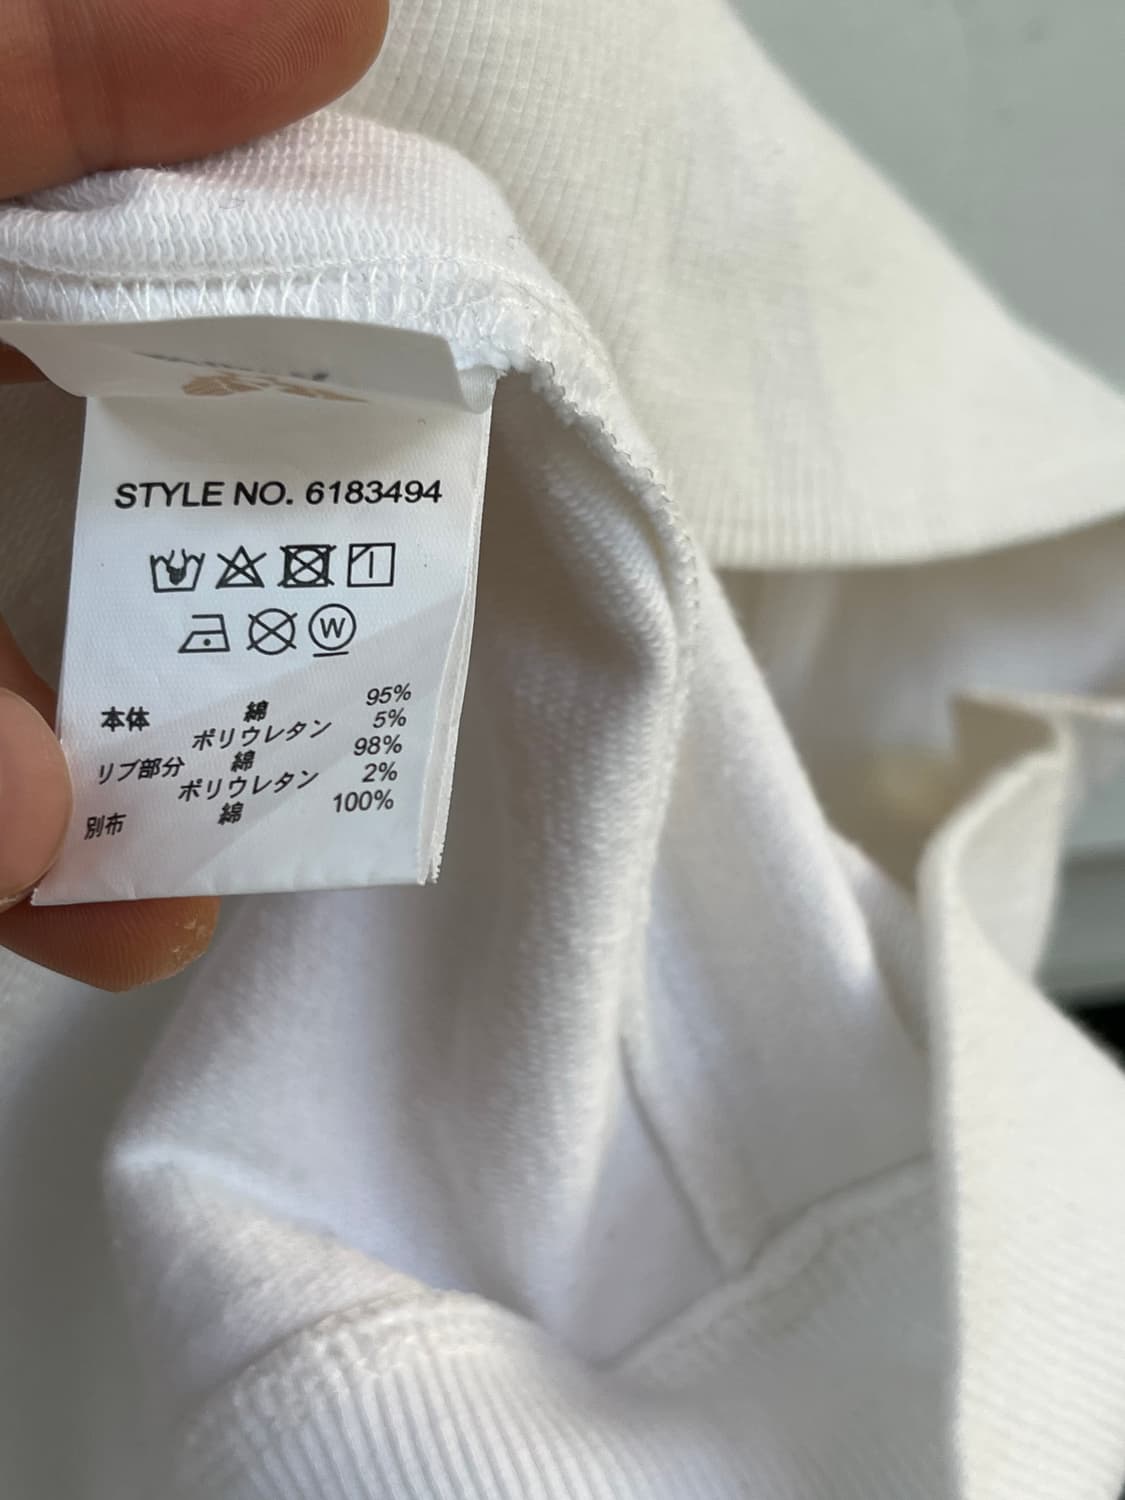 STYLE NO. 6183494
W
本体 綿 95%
ポリウレタン 5%
リブ部分 綿 98%
ポリウレタン 2%
別布 綿 100%